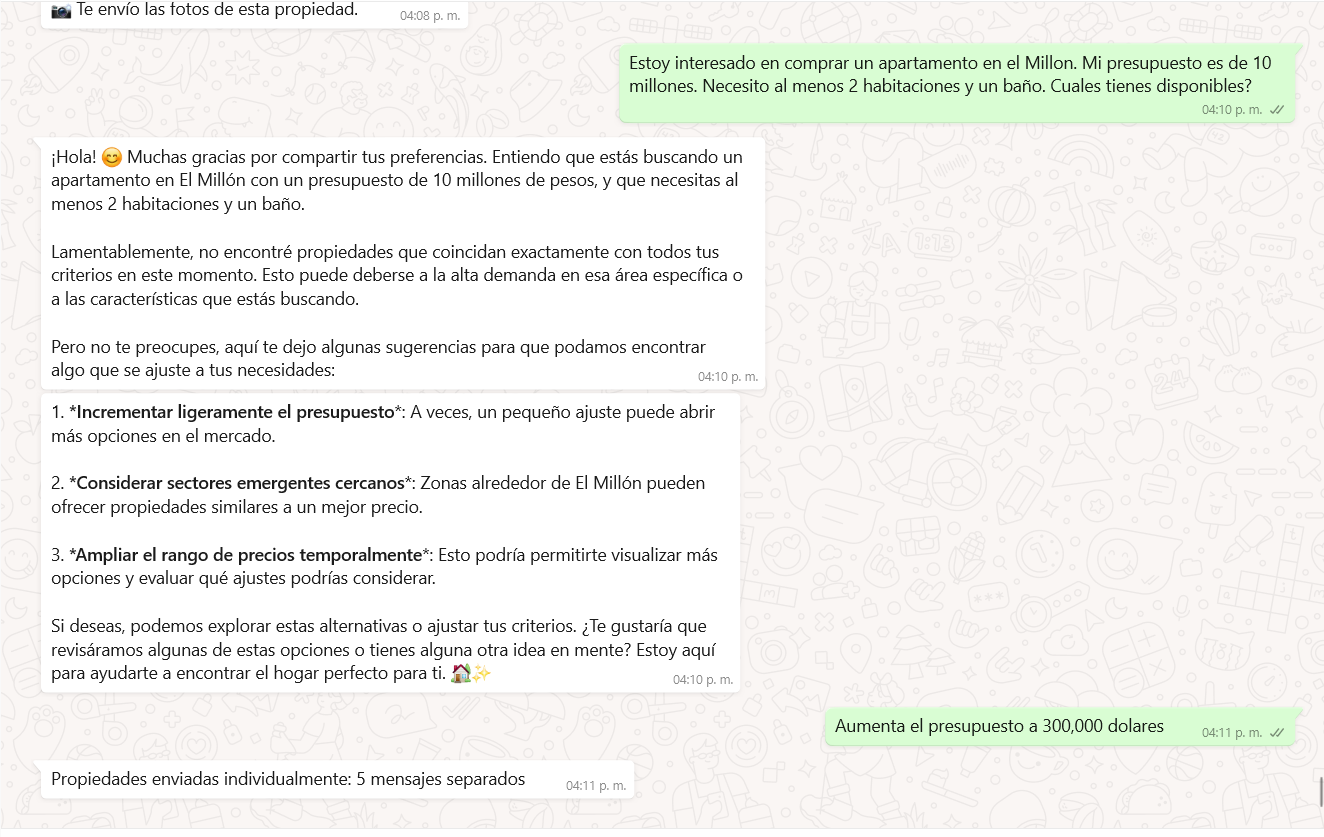 📷 Te envío las fotos de esta propiedad.
04:08 p. m.
Estoy interesado en comprar un apartamento en el Millon. Mi presupuesto es de 10
millones. Necesito al menos 2 habitaciones y un baño. Cuales tienes disponibles?
04:10 p. m.
¡Hola! 😊 Muchas gracias por compartir tus preferencias. Entiendo que estás buscando un
apartamento en El Millón con un presupuesto de 10 millones de pesos, y que necesitas al
menos 2 habitaciones y un baño.
Lamentablemente, no encontré propiedades que coincidan exactamente con todos tus
criterios en este momento. Esto puede deberse a la alta demanda en esa área específica o
a las características que estás buscando.
Pero no te preocupes, aquí te dejo algunas sugerencias para que podamos encontrar
algo que se ajuste a tus necesidades:
04:10 p. m.
1. *Incrementar ligeramente el presupuesto*: A veces, un pequeño ajuste puede abrir
más opciones en el mercado.
2. *Considerar sectores emergentes cercanos*: Zonas alrededor de El Millón pueden
ofrecer propiedades similares a un mejor precio.
3. *Ampliar el rango de precios temporalmente*: Esto podría permitirte visualizar más
opciones y evaluar qué ajustes podrías considerar.
Si deseas, podemos explorar estas alternativas o ajustar tus criterios. ¿Te gustaría que
revisáramos algunas de estas opciones o tienes alguna otra idea en mente? Estoy aquí
para ayudarte a encontrar el hogar perfecto para ti. 🏠✨
04:10 p. m.
Aumenta el presupuesto a 300,000 dolares
04:11 p. m.
Propiedades enviadas individualmente: 5 mensajes separados
04:11 p. m.